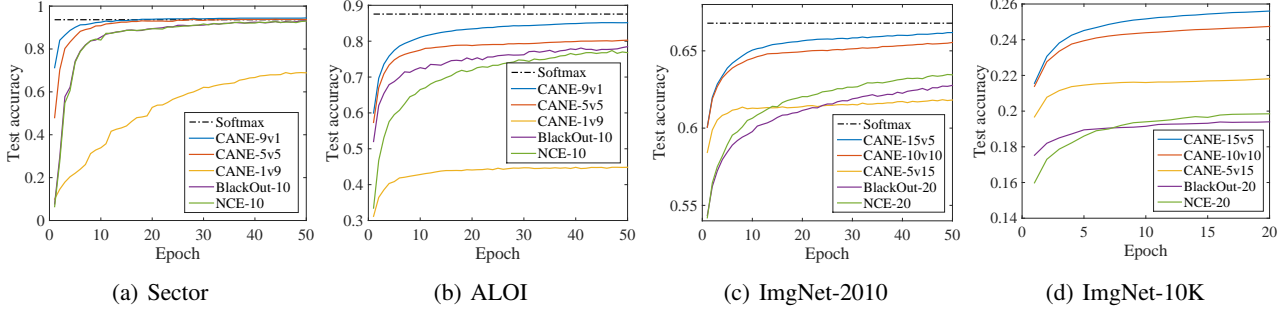 Test accuracy
1
0.8
0.6
0.4
0.2
0
0 10 20 30 40 50
Epoch
Softmax
CANE-9v1
CANE-5v5
CANE-1v9
BlackOut-10
NCE-10
(a) Sector
Test accuracy
0.9
0.8
0.7
0.6
0.5
0.4
0.3
0 10 20 30 40 50
Epoch
Softmax
CANE-9v1
CANE-5v5
CANE-1v9
BlackOut-10
NCE-10
(b) ALOI
Test accuracy
0.65
0.6
0.55
0 10 20 30 40 50
Epoch
Softmax
CANE-15v5
CANE-10v10
CANE-5v15
BlackOut-20
NCE-20
(c) ImgNet-2010
Test accuracy
0.26
0.24
0.22
0.2
0.18
0.16
0.14
0 5 10 15 20
Epoch
CANE-15v5
CANE-10v10
CANE-5v15
BlackOut-20
NCE-20
(d) ImgNet-10K